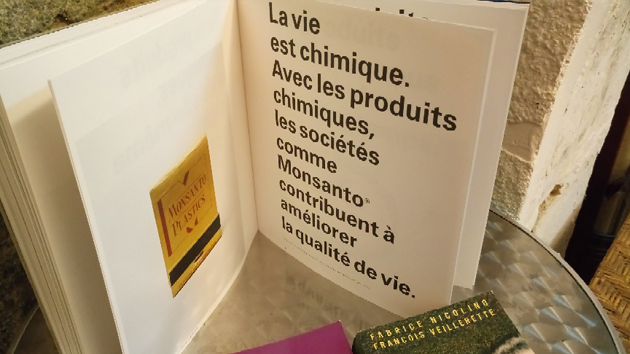 MONSANTO
PLASTICS
La vie
est chimique.
Avec les produits
chimiques,
les sociétés
comme
Monsanto®
contribuent à
améliorer
la qualité de vie.
FABRICE NICOLINO
FRANÇOIS VEILLERETTE